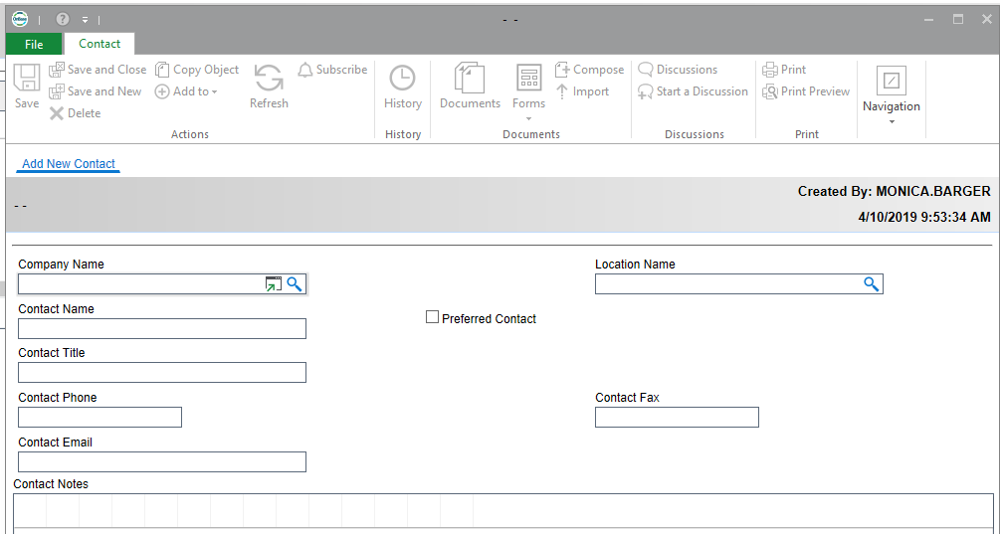 OnBase
- -
File Contact
Save
Save and Close
Save and New
Delete
Copy Object
Add to
Refresh
Subscribe
Actions
History
History
Documents
Forms
Compose
Import
Documents
Discussions
Start a Discussion
Discussions
Print
Print Preview
Print
Navigation
Add New Contact
- -
Created By: MONICA.BARGER
4/10/2019 9:53:34 AM
Company Name
Location Name
Contact Name
Preferred Contact
Contact Title
Contact Phone
Contact Fax
Contact Email
Contact Notes